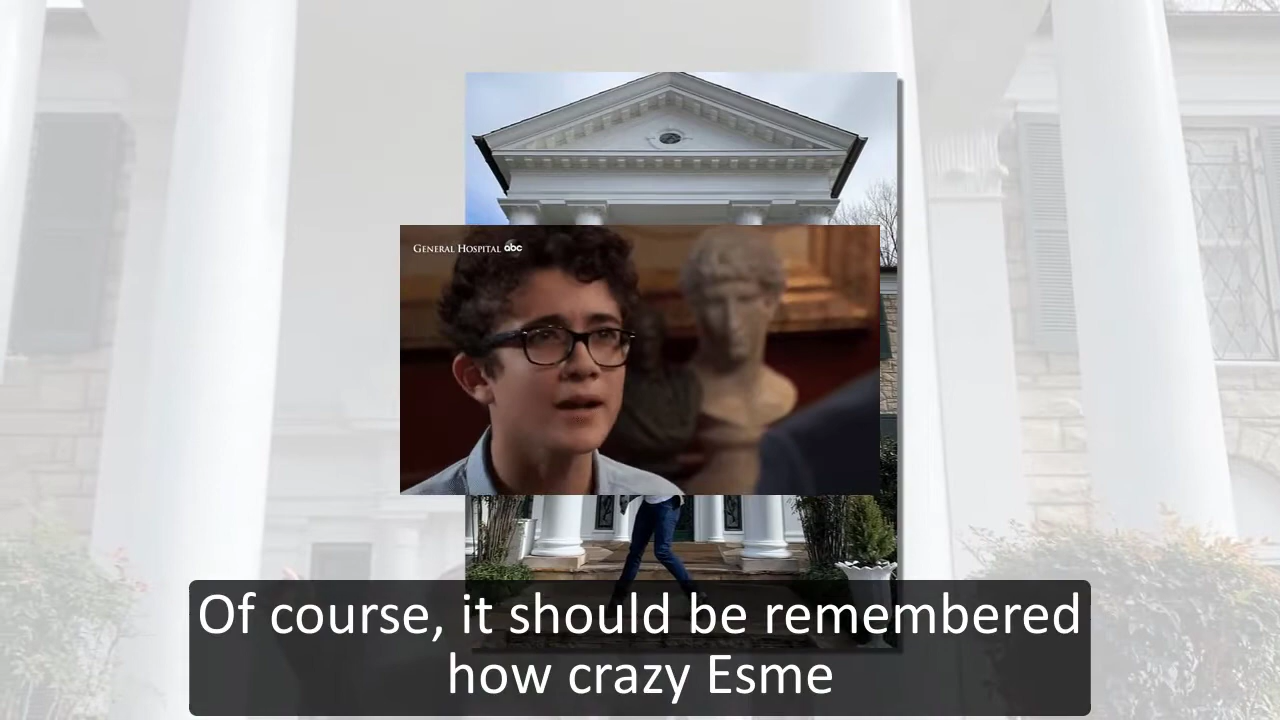 GENERAL HOSPITAL abc
Of course, it should be remembered
how crazy Esme